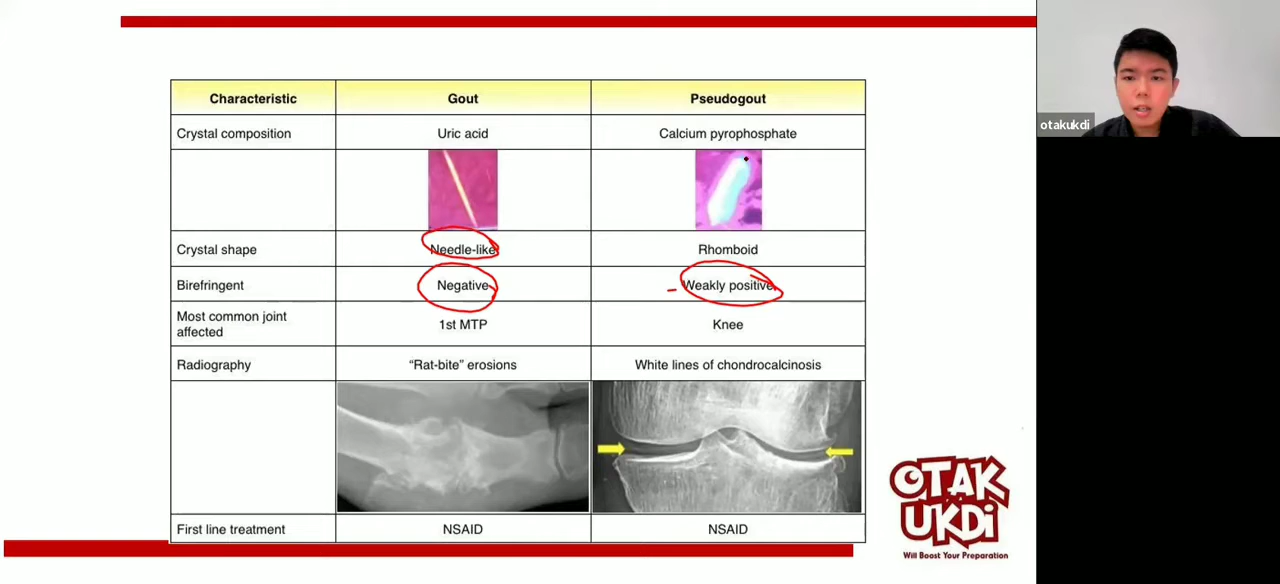 otakukdi
Characteristic Gout Pseudogout
Crystal composition Uric acid Calcium pyrophosphate
Crystal shape Needle-like Rhomboid
Birefringent Negative Weakly positive
Most common joint
affected 1st MTP Knee
Radiography “Rat-bite” erosions White lines of chondrocalcinosis
First line treatment NSAID NSAID
OTAK
UKDi
Will Boost Your Preparation